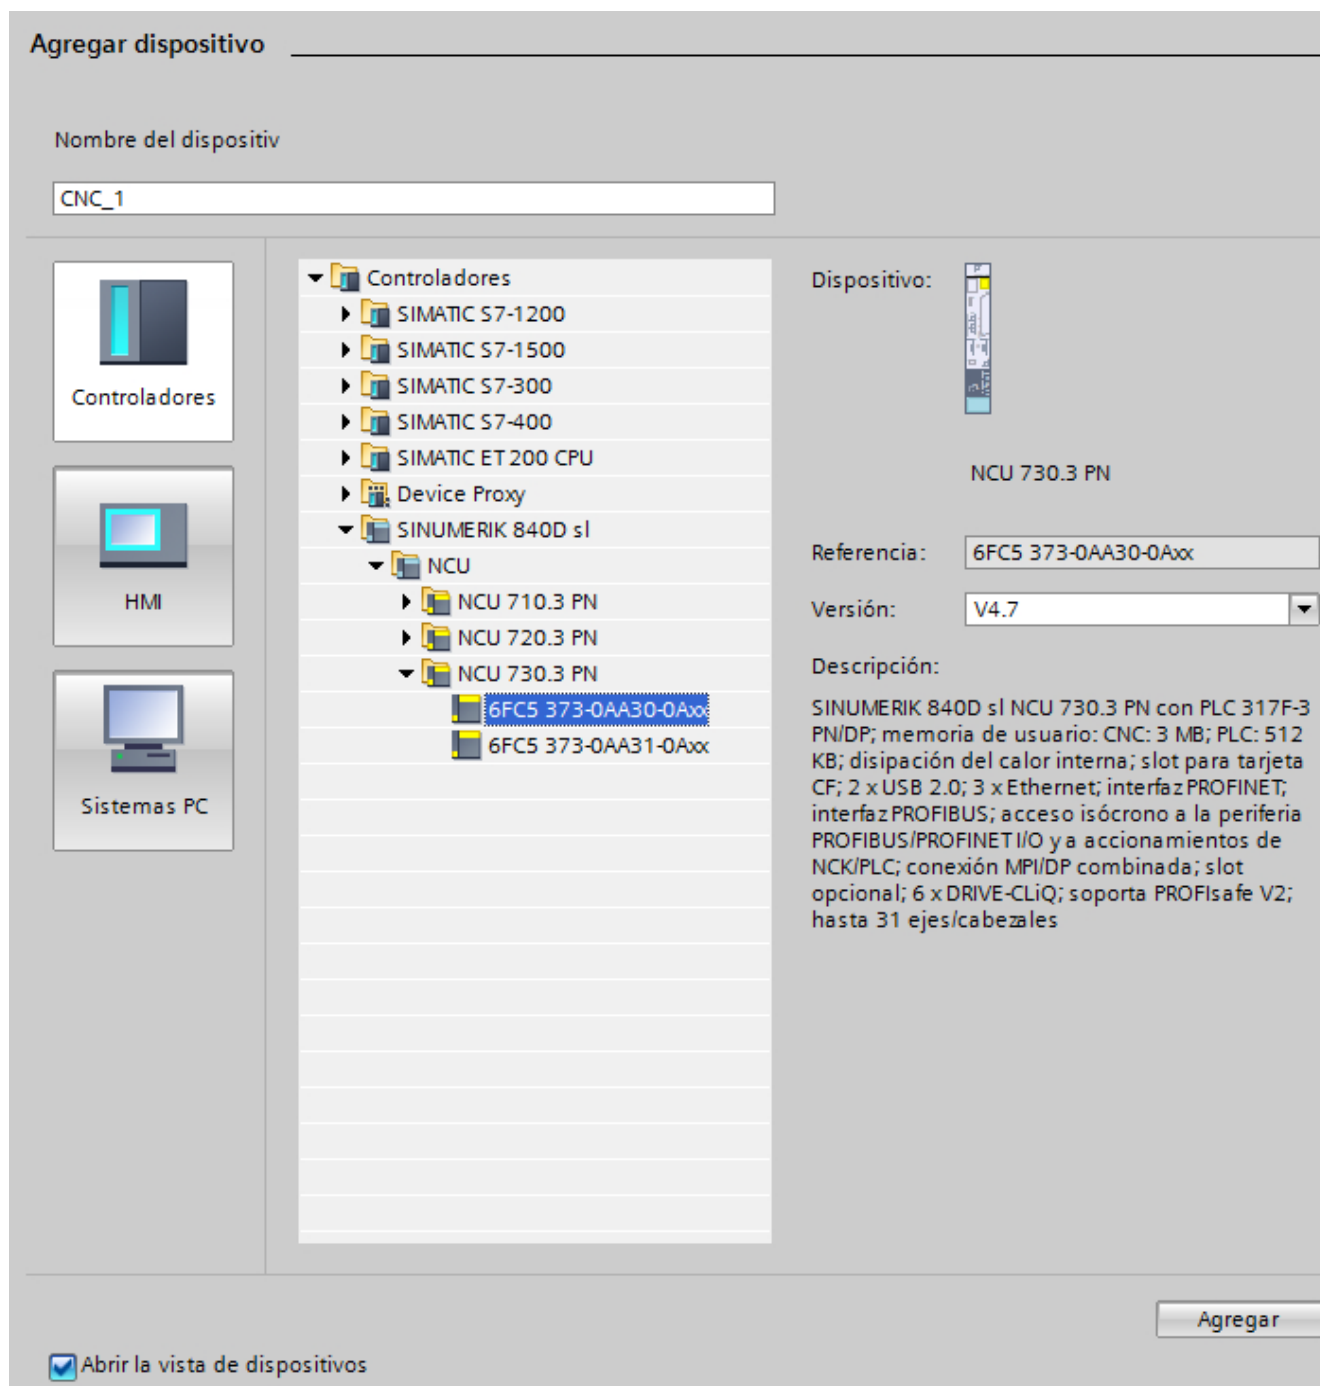 Agregar dispositivo
Nombre del dispositiv
CNC_1
Controladores
HMI
Sistemas PC
Controladores
SIMATIC S7-1200
SIMATIC S7-1500
SIMATIC S7-300
SIMATIC S7-400
SIMATIC ET 200 CPU
Device Proxy
SINUMERIK 840D sl
NCU
NCU 710.3 PN
NCU 720.3 PN
NCU 730.3 PN
6FC5 373-0AA30-0Axx
6FC5 373-0AA31-0Axx
Dispositivo:
NCU 730.3 PN
Referencia: 6FC5 373-0AA30-0Axx
Versión: V4.7
Descripción:
SINUMERIK 840D sl NCU 730.3 PN con PLC 317F-3
PN/DP; memoria de usuario: CNC: 3 MB; PLC: 512
KB; disipación del calor interna; slot para tarjeta
CF; 2 x USB 2.0; 3 x Ethernet; interfaz PROFINET;
interfaz PROFIBUS; acceso isócrono a la periferia
PROFIBUS/PROFINET I/O y a accionamientos de
NCK/PLC; conexión MPI/DP combinada; slot
opcional; 6 x DRIVE-CLiQ; soporta PROFIsafe V2;
hasta 31 ejes/cabezales
Agregar
Abrir la vista de dispositivos